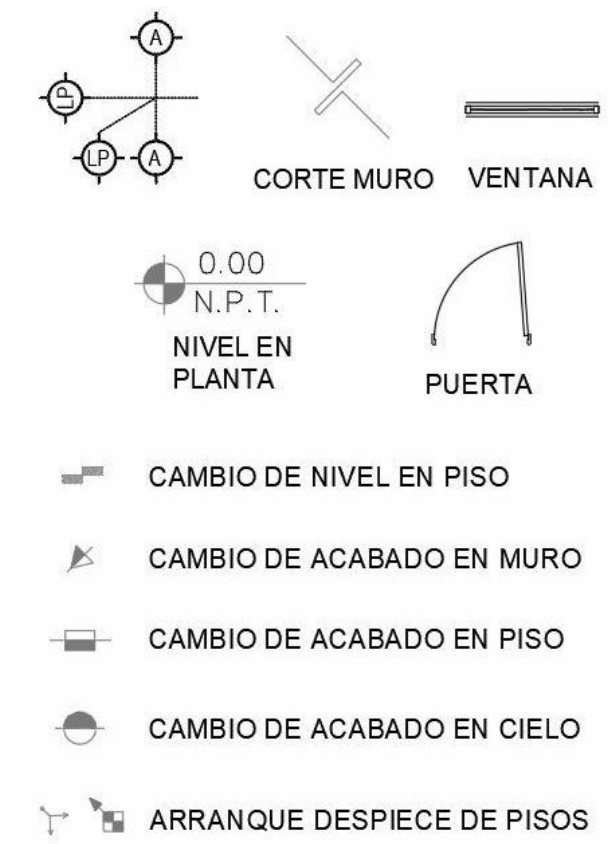 A
LP
LP
A
CORTE MURO
VENTANA
0.00
N.P.T.
NIVEL EN
PLANTA
PUERTA
CAMBIO DE NIVEL EN PISO
CAMBIO DE ACABADO EN MURO
CAMBIO DE ACABADO EN PISO
CAMBIO DE ACABADO EN CIELO
ARRANQUE DESPIECE DE PISOS